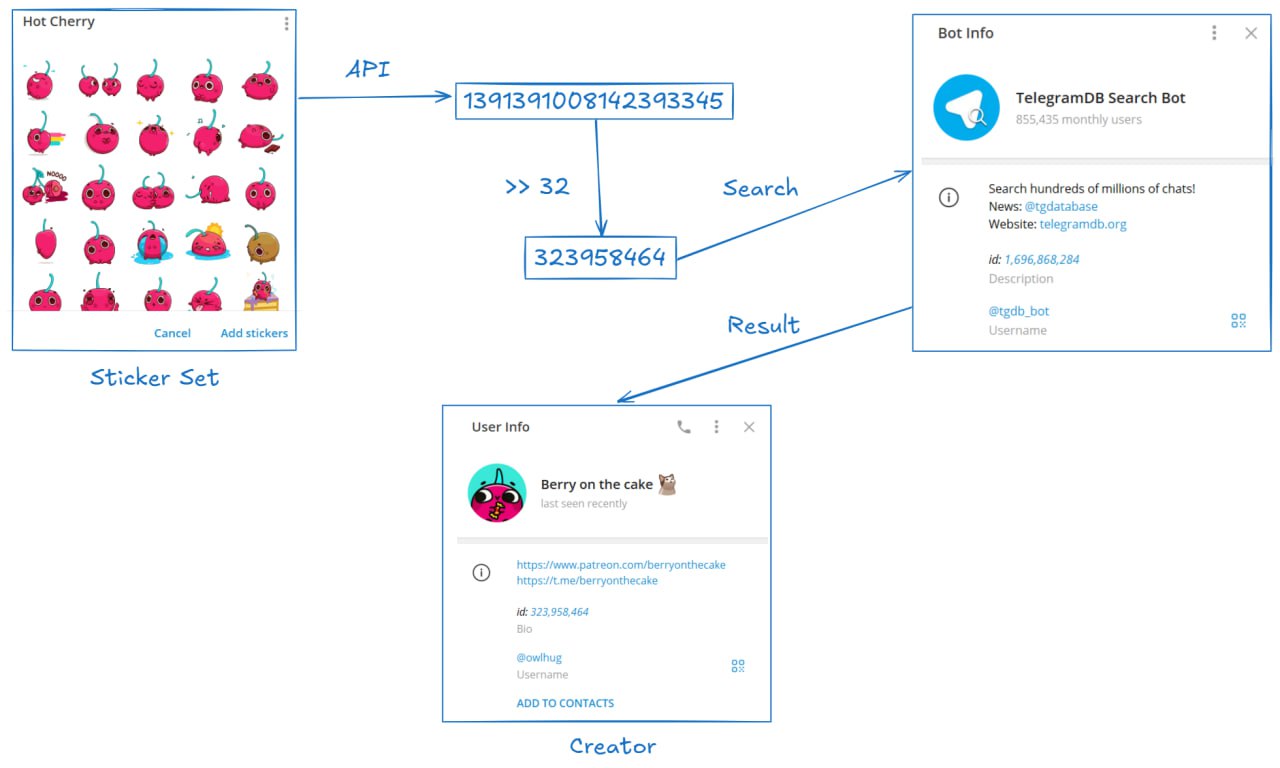 Hot Cherry
NOOOO
Cancel
Add stickers
Sticker Set
API
1391391008142393345
>> 32
323958464
Search
Bot Info
TelegramDB Search Bot
855,435 monthly users
Search hundreds of millions of chats!
News: @tgdatabase
Website: telegramdb.org
id: 1,696,868,284
Description
@tgdb_bot
Username
Result
User Info
Berry on the cake
last seen recently
https://www.patreon.com/berryonthecake
https://t.me/berryonthecake
id: 323,958,464
Bio
@owlhug
Username
ADD TO CONTACTS
Creator